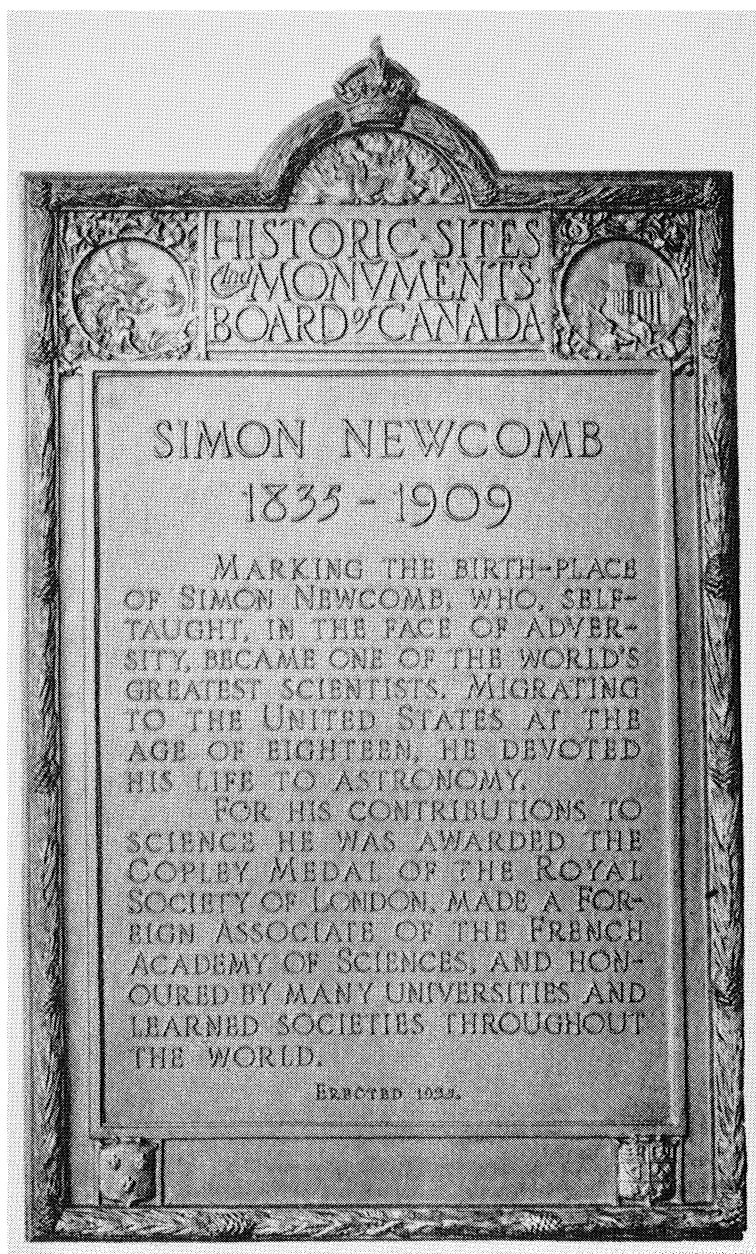 HISTORIC·SITES
And MONVMENTS·
BOARD of CANADA
SIMON NEWCOMB
1835 - 1909
MARKING THE BIRTH-PLACE
OF SIMON NEWCOMB, WHO, SELF-
TAUGHT, IN THE FACE OF ADVER-
SITY, BECAME ONE OF THE WORLD'S
GREATEST SCIENTISTS. MIGRATING
TO THE UNITED STATES AT THE
AGE OF EIGHTEEN, HE DEVOTED
HIS LIFE TO ASTRONOMY.
FOR HIS CONTRIBUTIONS TO
SCIENCE HE WAS AWARDED THE
COPLEY MEDAL OF THE ROYAL
SOCIETY OF LONDON, MADE A FOR-
EIGN ASSOCIATE OF THE FRENCH
ACADEMY OF SCIENCES, AND HON-
OURED BY MANY UNIVERSITIES AND
LEARNED SOCIETIES THROUGHOUT
THE WORLD.
ERECTED